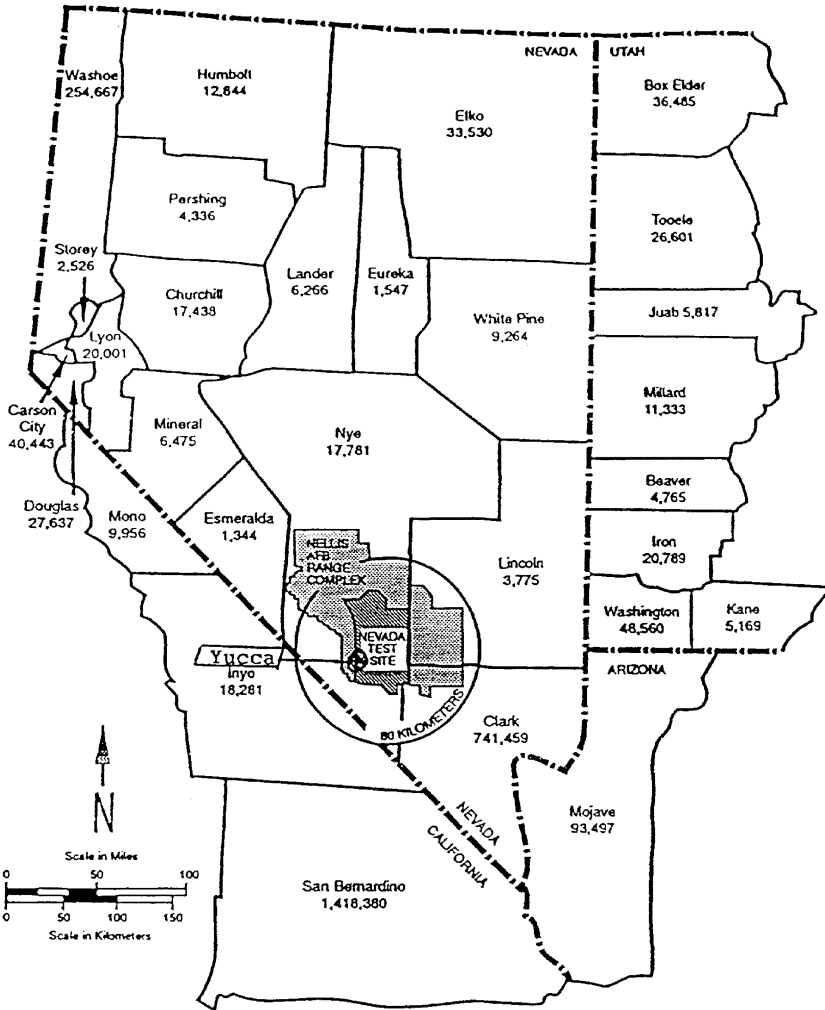 NEVADA
UTAH
Washoe
254,667
Humbolt
12,844
Elko
33,530
Box Elder
36,485
Pershing
4,336
Tooele
26,601
Storey
2,526
Lander
6,266
Eureka
1,547
Churchill
17,438
White Pine
9,264
Juab 5,817
Lyon
20,001
Millard
11,333
Carson
City
40,443
Mineral
6,475
Nye
17,781
Beaver
4,765
Douglas
27,637
Mono
9,956
Esmeralda
1,344
NELLIS
AFB
RANGE
COMPLEX
Lincoln
3,775
Iron
20,789
Washington
48,560
Kane
5,169
NEVADA
TEST
SITE
Yucca
Inyo
18,281
ARIZONA
80 KILOMETERS
Clark
741,459
N
NEVADA
CALIFORNIA
Mojave
93,497
Scale in Miles
0 50 100
0 50 100 150
Scale in Kilometers
San Bernardino
1,418,380